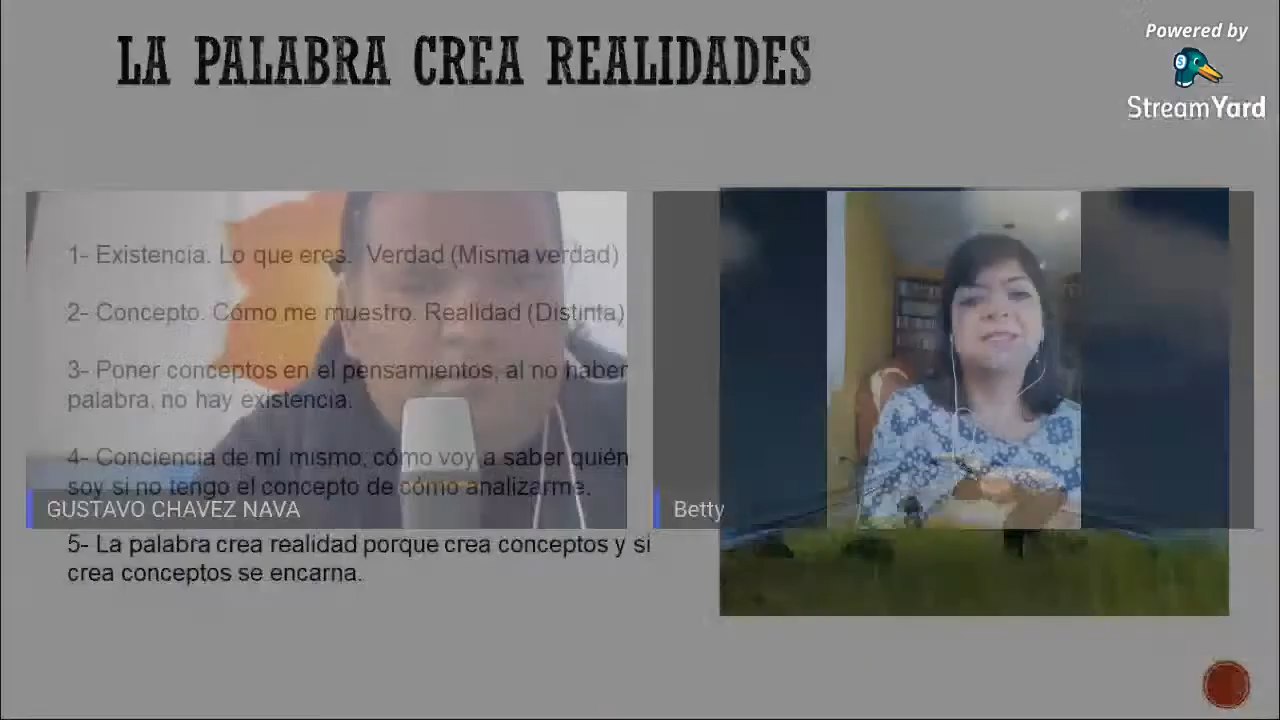 LA PALABRA CREA REALIDADES
Powered by
StreamYard
1- Existencia. Lo que eres. Verdad (Misma verdad)
2- Concepto. Cómo me muestro. Realidad (Distinta)
3- Poner conceptos en el pensamientos, al no haber
palabra, no hay existencia.
4- Conciencia de mí mismo, cómo voy a saber quién
soy si no tengo el concepto de cómo analizarme.
GUSTAVO CHAVEZ NAVA
Betty
5- La palabra crea realidad porque crea conceptos y si
crea conceptos se encarna.